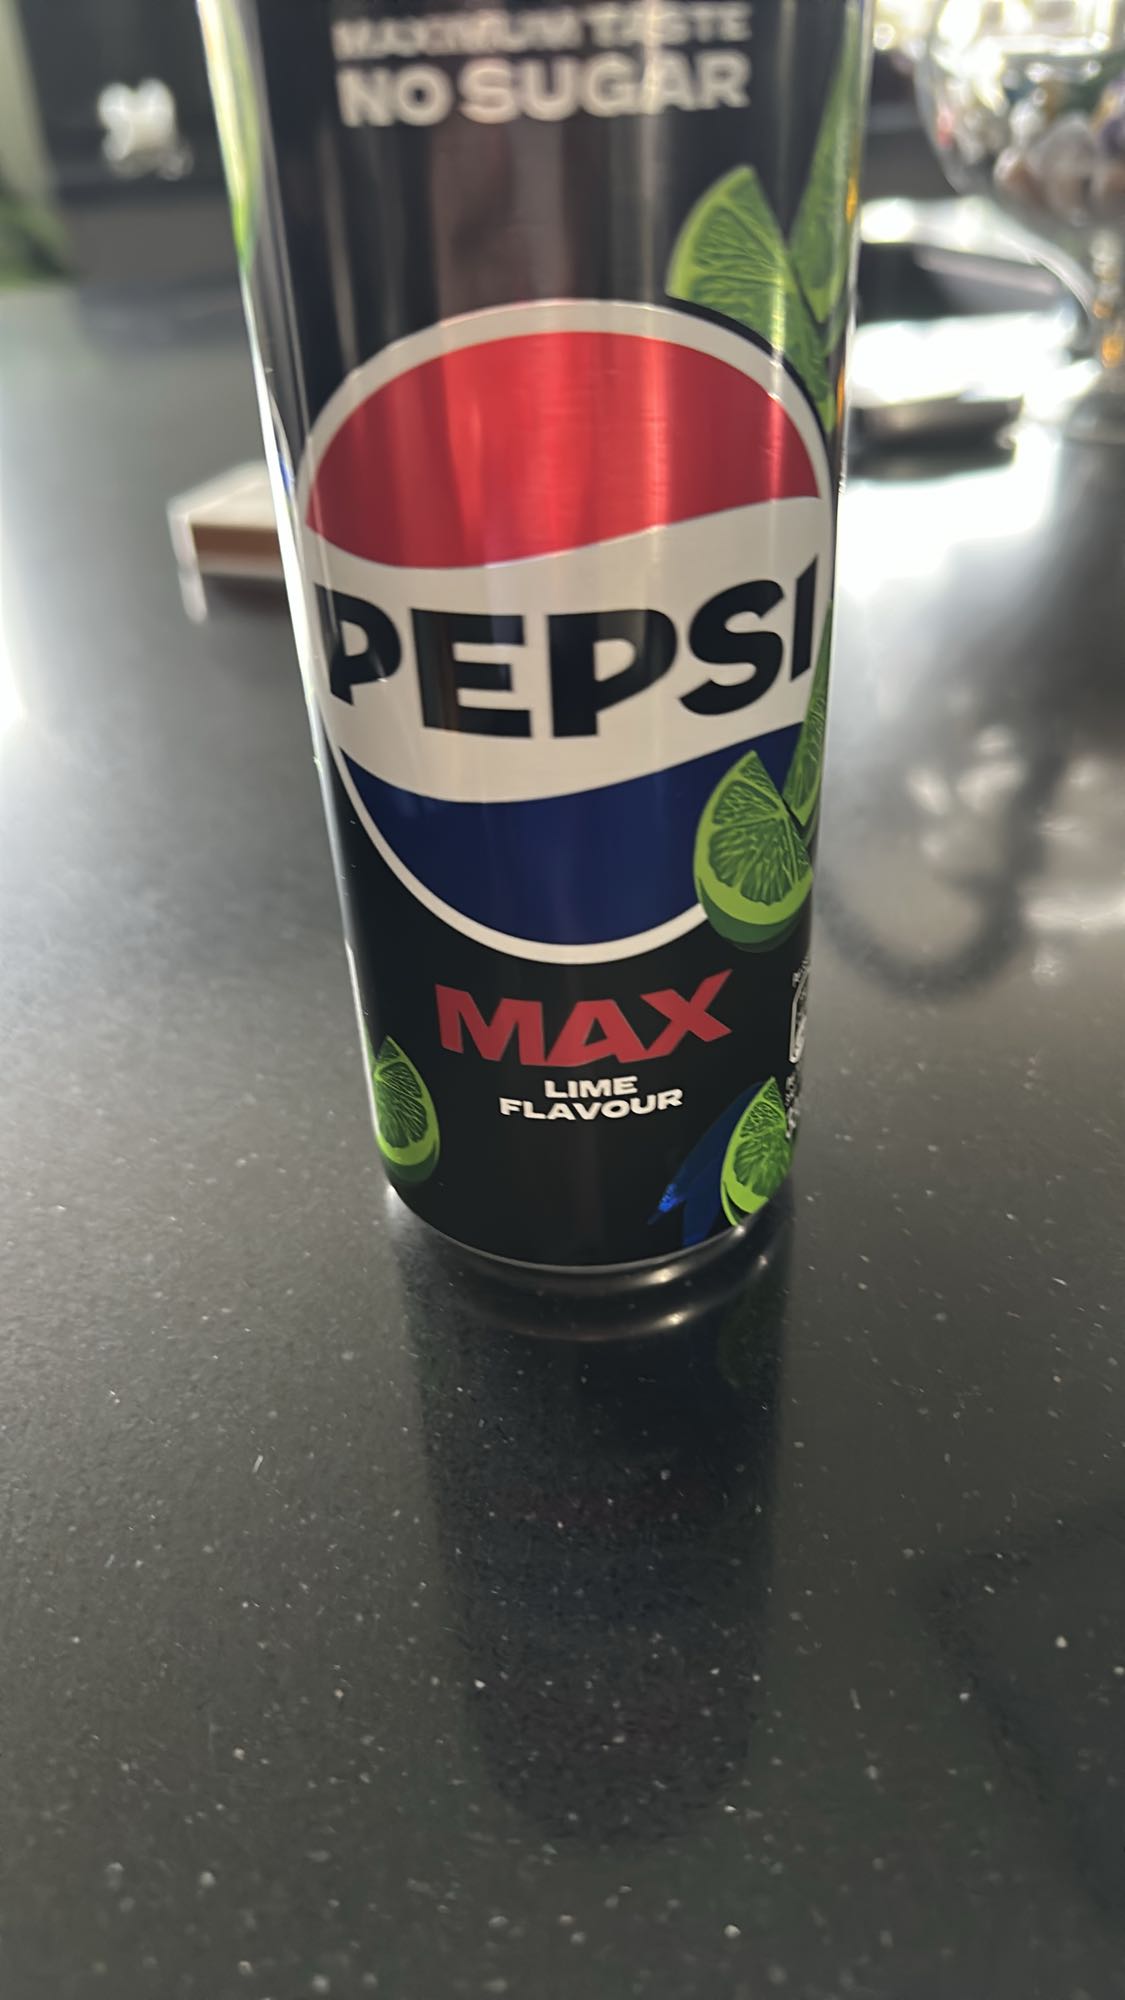 MAXIMUM TASTE
NO SUGAR
PEPSI
MAX
LIME
FLAVOUR